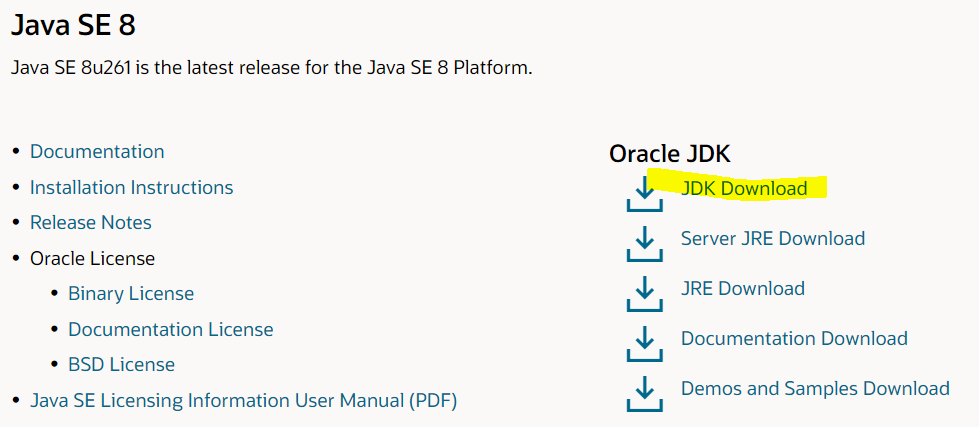 Java SE 8
Java SE 8u261 is the latest release for the Java SE 8 Platform.
Documentation
Installation Instructions
Release Notes
Oracle License
Binary License
Documentation License
BSD License
Java SE Licensing Information User Manual (PDF)
Oracle JDK
JDK Download
Server JRE Download
JRE Download
Documentation Download
Demos and Samples Download